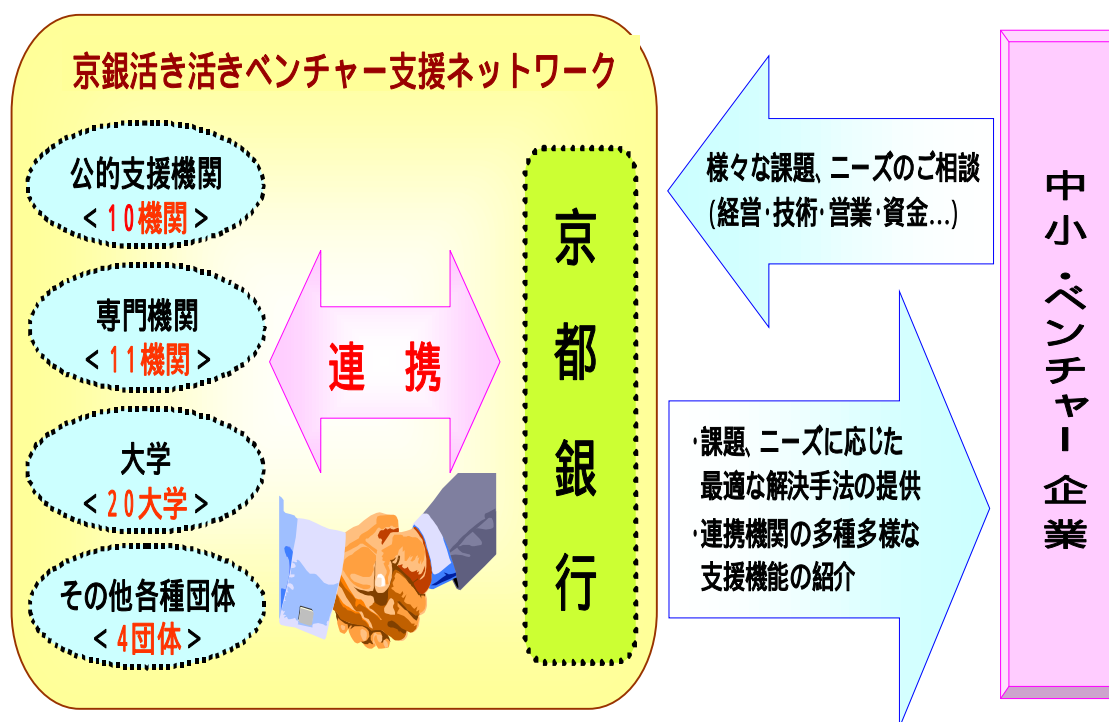 京銀活き活きベンチャー支援ネットワーク
公的支援機関
＜10機関＞
専門機関
＜11機関＞
大学
＜20大学＞
その他各種団体
＜4団体＞
連　携
京都銀行
様々な課題、ニーズのご相談
(経営・技術・営業・資金…)
・課題、ニーズに応じた
最適な解決手法の提供
・連携機関の多種多様な
支援機能の紹介
中小・ベンチャー企業